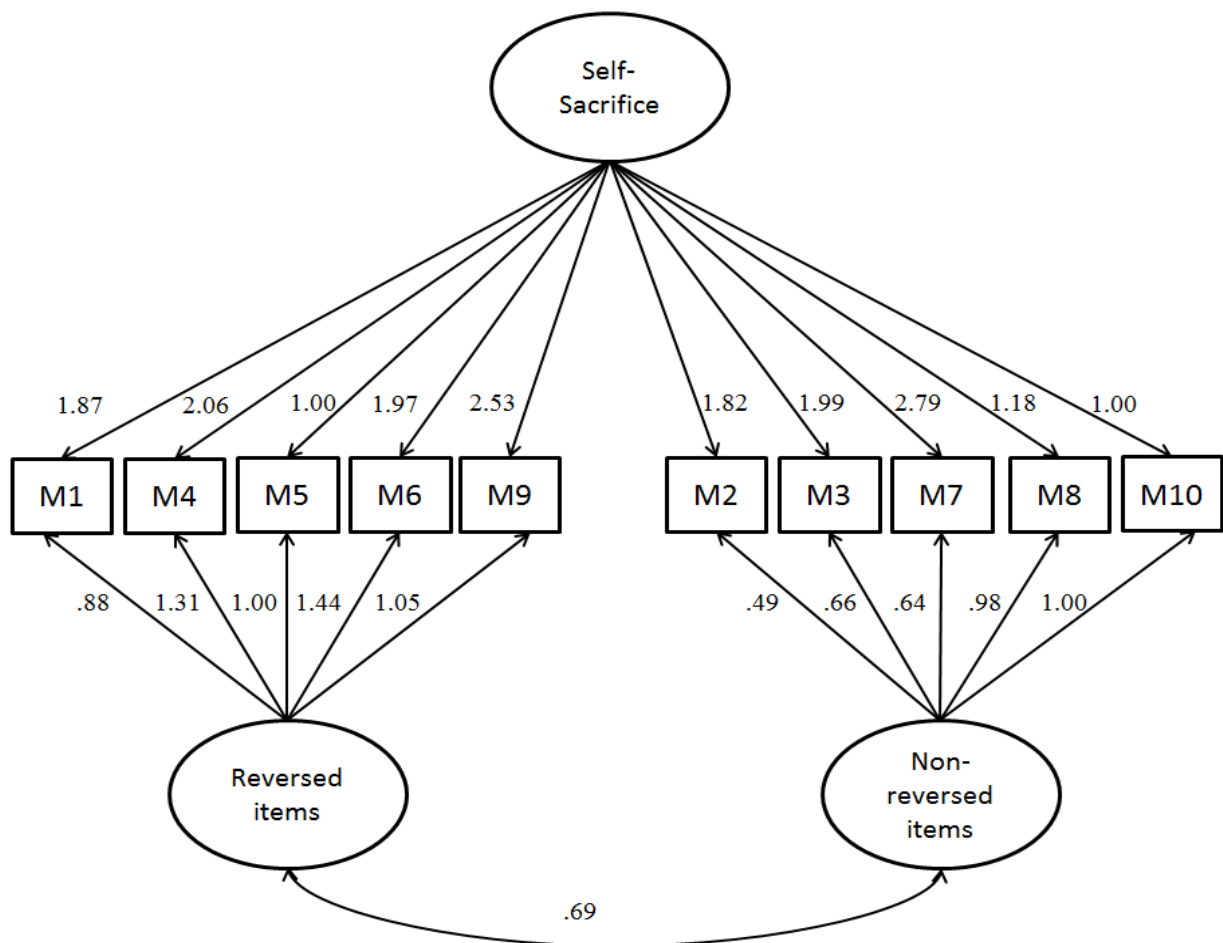 Self-
Sacrifice
1.87 2.06 1.00 1.97 2.53 1.82 1.99 2.79 1.18 1.00
M1 M4 M5 M6 M9 M2 M3 M7 M8 M10
.88 1.31 1.00 1.44 1.05 .49 .66 .64 .98 1.00
Reversed
items
Non-
reversed
items
.69